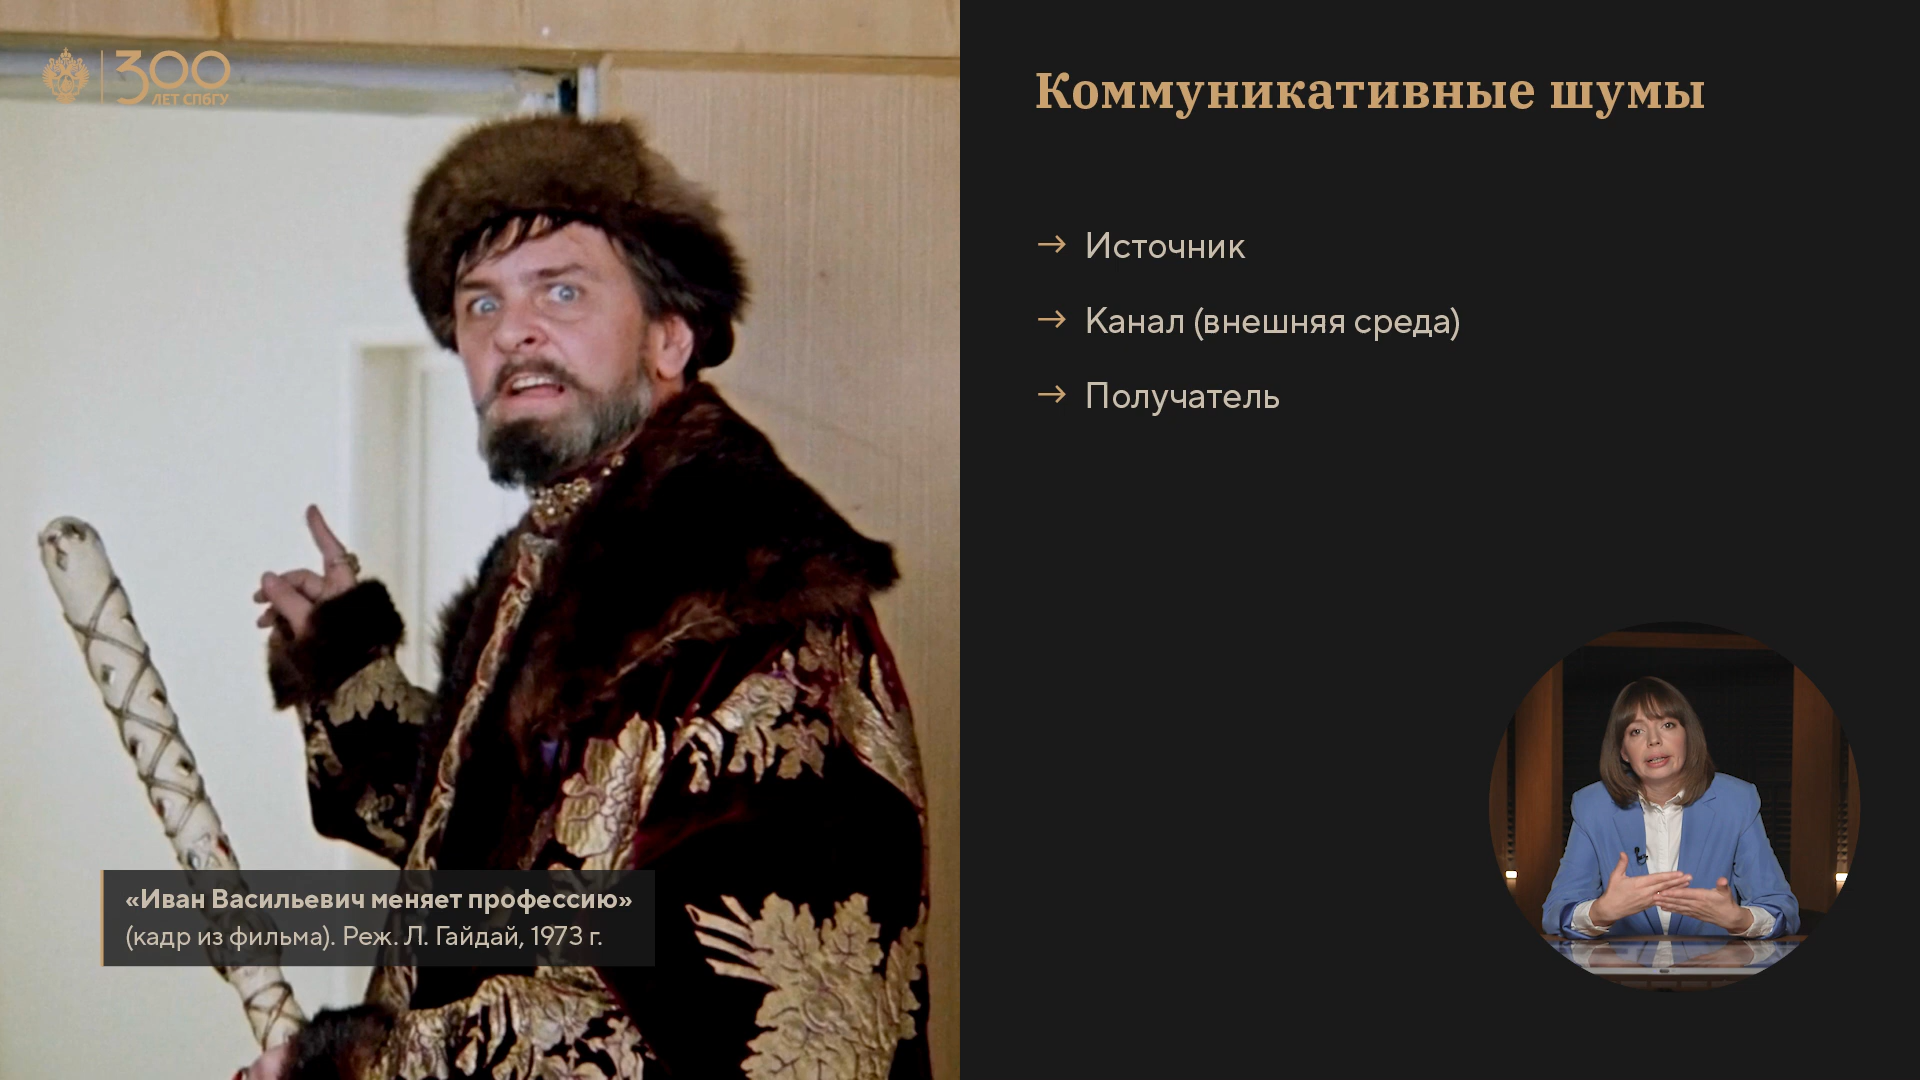 300
ЛЕТ СПБГУ
Коммуникативные шумы
→ Источник
→ Канал (внешняя среда)
→ Получатель
«Иван Васильевич меняет профессию»
(кадр из фильма). Реж. Л. Гайдай, 1973 г.